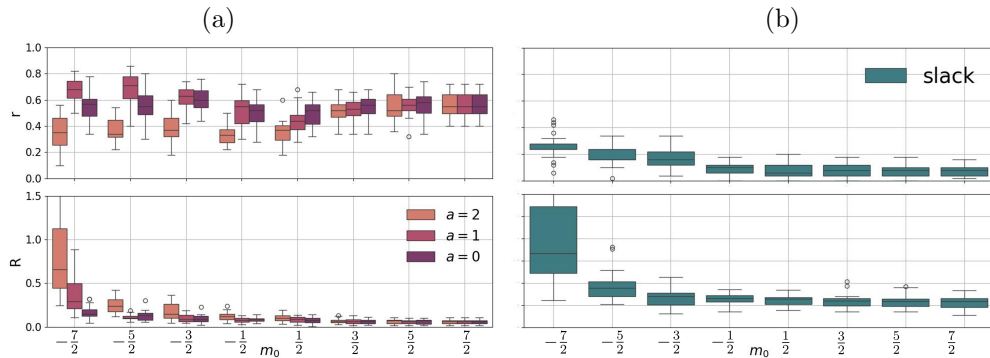 (a)
(b)
1.0
0.8
0.6
0.4
0.2
0.0
r
slack
1.5
1.0
0.5
0.0
R
a = 2
a = 1
a = 0
−7/2 −5/2 −3/2 −1/2 1/2 3/2 5/2 7/2
m₀
−7/2 −5/2 −3/2 −1/2 1/2 3/2 5/2 7/2
m₀